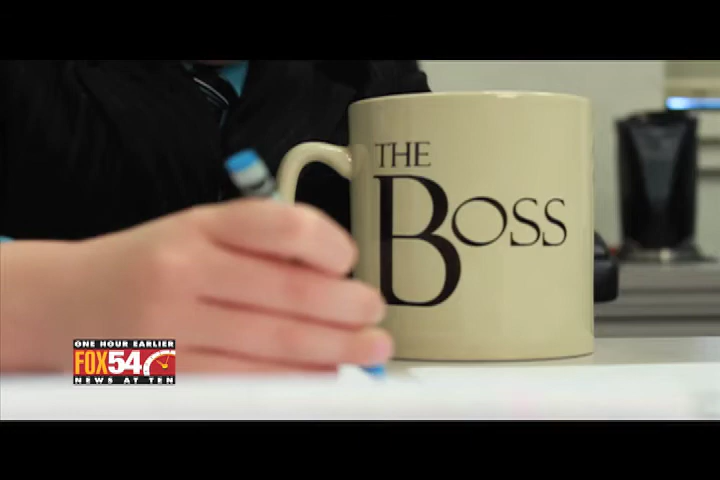 THE
BOSS
ONE HOUR EARLIER
FOX54
NEWS AT TEN